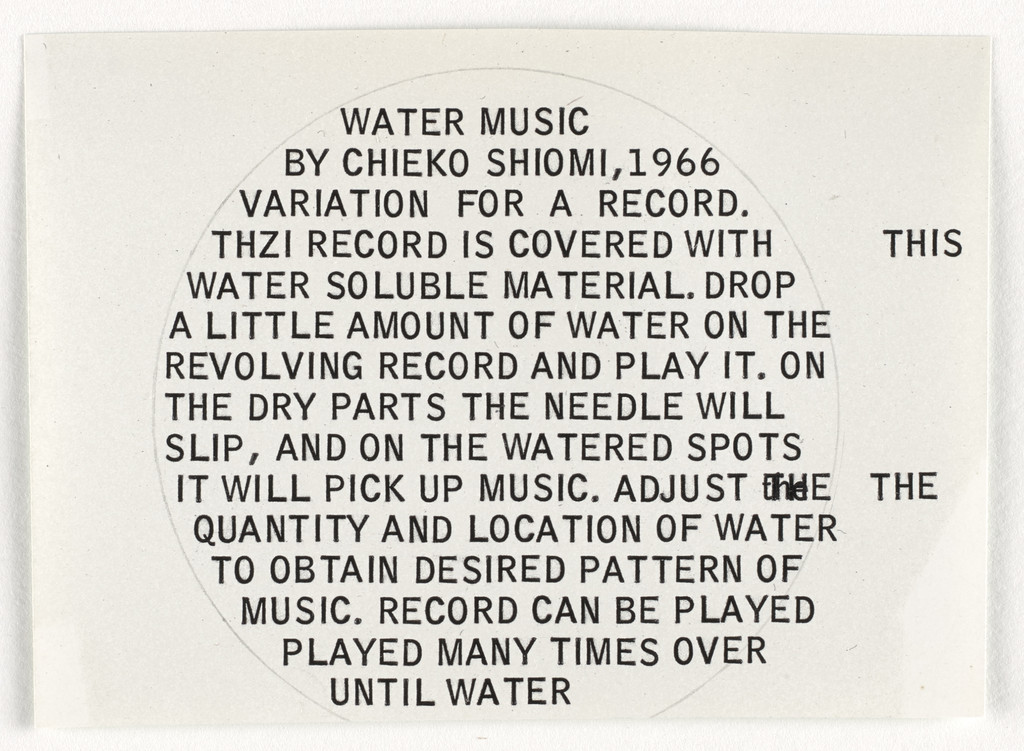 WATER MUSIC
BY CHIEKO SHIOMI,1966
VARIATION FOR A RECORD.
THZI RECORD IS COVERED WITH THIS
WATER SOLUBLE MATERIAL. DROP
A LITTLE AMOUNT OF WATER ON THE
REVOLVING RECORD AND PLAY IT. ON
THE DRY PARTS THE NEEDLE WILL
SLIP, AND ON THE WATERED SPOTS
IT WILL PICK UP MUSIC. ADJUST THE THE
QUANTITY AND LOCATION OF WATER
TO OBTAIN DESIRED PATTERN OF
MUSIC. RECORD CAN BE PLAYED
PLAYED MANY TIMES OVER
UNTIL WATER